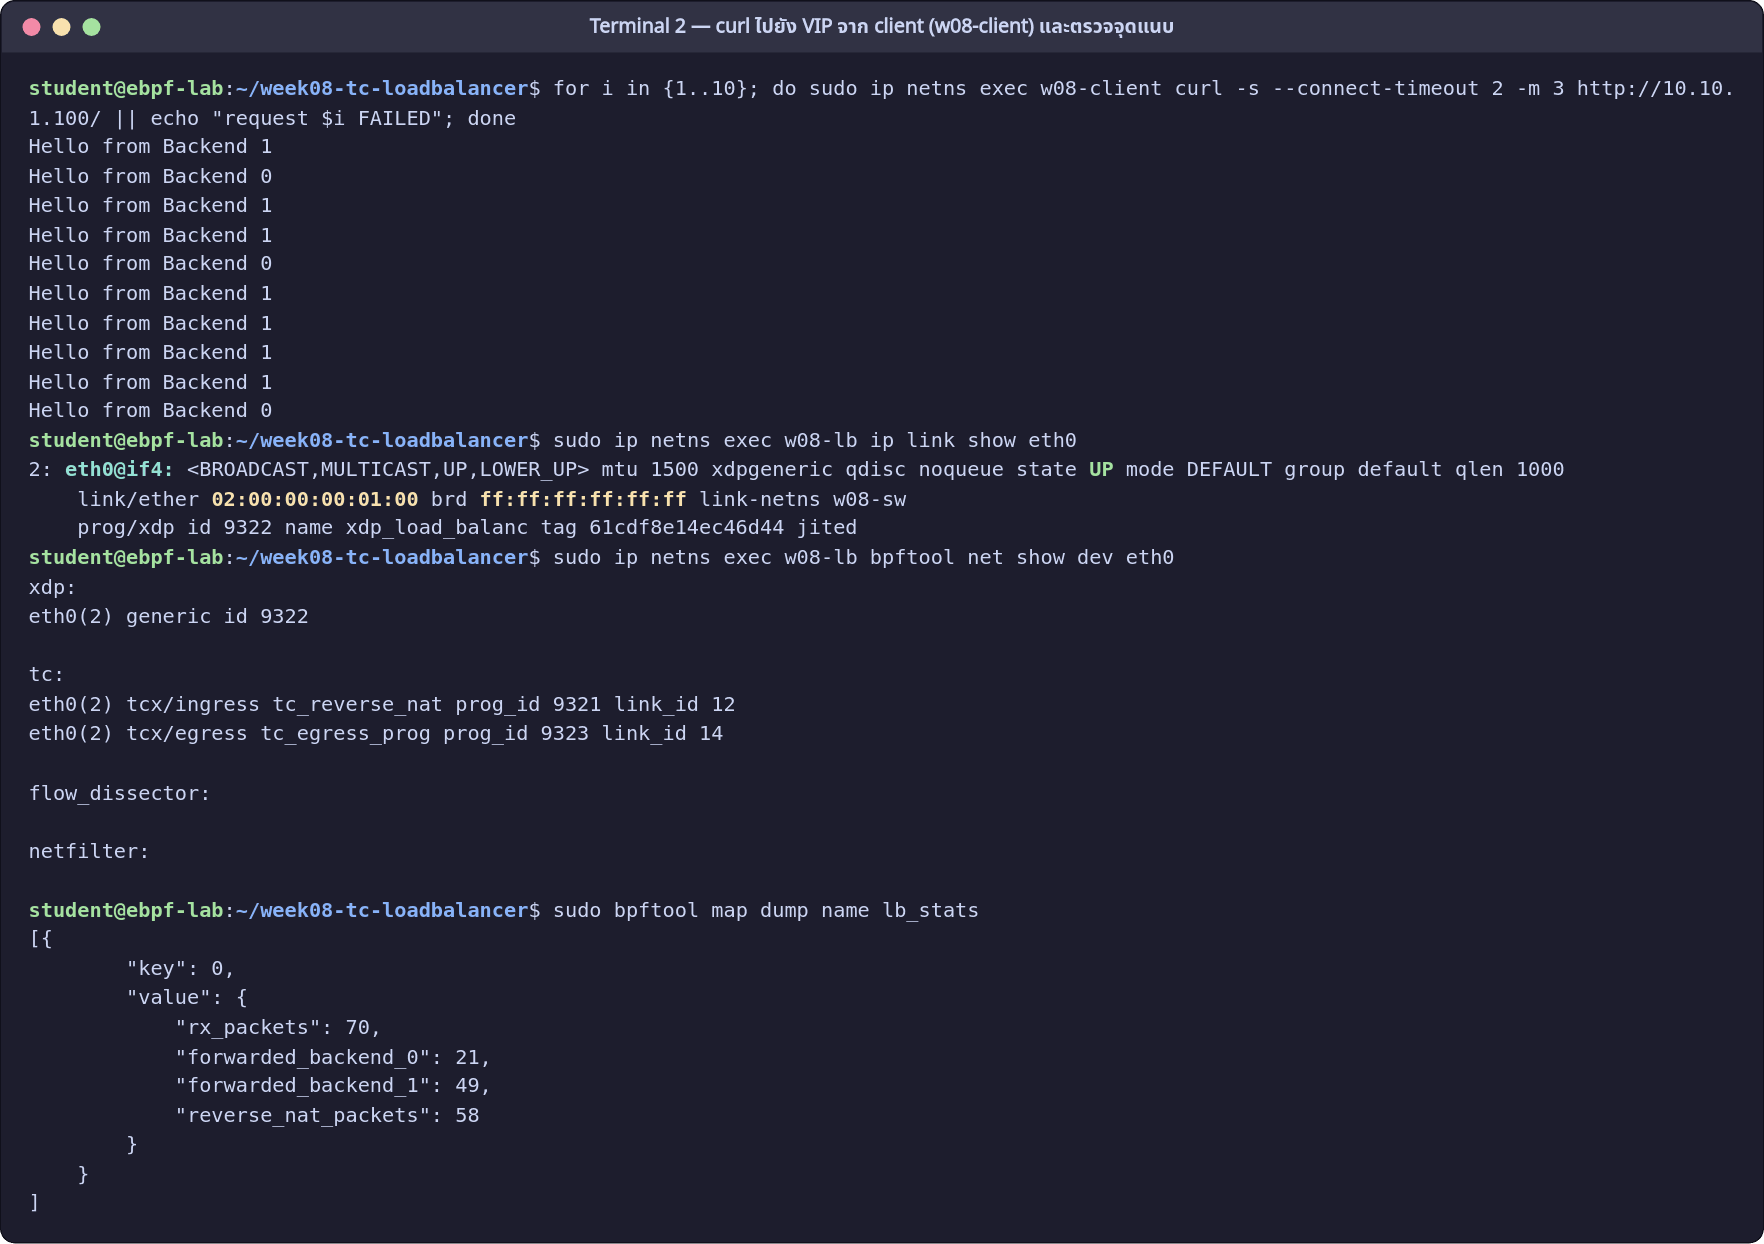 Terminal 2 — curl ไปยัง VIP จาก client (w08-client) และตรวจจุดแนบ
student@ebpf-lab:~/week08-tc-loadbalancer$ for i in {1..10}; do sudo ip netns exec w08-client curl -s --connect-timeout 2 -m 3 http://10.10.
1.100/ || echo "request $i FAILED"; done
Hello from Backend 1
Hello from Backend 0
Hello from Backend 1
Hello from Backend 1
Hello from Backend 0
Hello from Backend 1
Hello from Backend 1
Hello from Backend 1
Hello from Backend 1
Hello from Backend 0
student@ebpf-lab:~/week08-tc-loadbalancer$ sudo ip netns exec w08-lb ip link show eth0
2: eth0@if4: <BROADCAST,MULTICAST,UP,LOWER_UP> mtu 1500 xdpgeneric qdisc noqueue state UP mode DEFAULT group default qlen 1000
    link/ether 02:00:00:00:01:00 brd ff:ff:ff:ff:ff:ff link-netns w08-sw
    prog/xdp id 9322 name xdp_load_balanc tag 61cdf8e14ec46d44 jited
student@ebpf-lab:~/week08-tc-loadbalancer$ sudo ip netns exec w08-lb bpftool net show dev eth0
xdp:
eth0(2) generic id 9322
tc:
eth0(2) tcx/ingress tc_reverse_nat prog_id 9321 link_id 12
eth0(2) tcx/egress tc_egress_prog prog_id 9323 link_id 14
flow_dissector:
netfilter:
student@ebpf-lab:~/week08-tc-loadbalancer$ sudo bpftool map dump name lb_stats
[{
        "key": 0,
        "value": {
            "rx_packets": 70,
            "forwarded_backend_0": 21,
            "forwarded_backend_1": 49,
            "reverse_nat_packets": 58
        }
    }
]